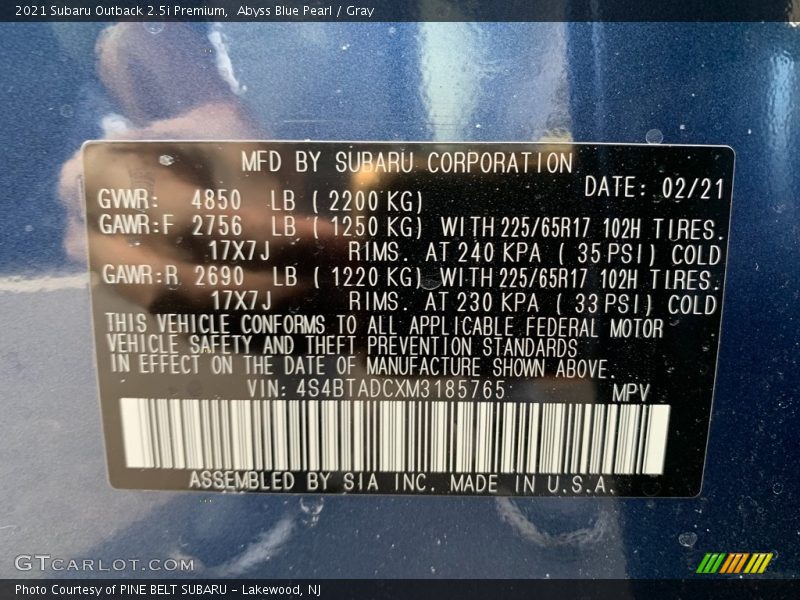 2021 Subaru Outback 2.5i Premium,  Abyss Blue Pearl / Gray
MFD BY SUBARU CORPORATION
DATE: 02/21
GVWR: 4850 LB ( 2200 KG)
GAWR:F 2756 LB ( 1250 KG) WITH 225/65R17 102H TIRES.
17X7J RIMS. AT 240 KPA ( 35 PSI) COLD
GAWR:R 2690 LB ( 1220 KG) WITH 225/65R17 102H TIRES.
17X7J RIMS. AT 230 KPA ( 33 PSI) COLD
THIS VEHICLE CONFORMS TO ALL APPLICABLE FEDERAL MOTOR
VEHICLE SAFETY AND THEFT PREVENTION STANDARDS
IN EFFECT ON THE DATE OF MANUFACTURE SHOWN ABOVE.
VIN: 4S4BTADCXM3185765 MPV
ASSEMBLED BY SIA INC. MADE IN U.S.A.
GTCARLOT.COM
Photo Courtesy of PINE BELT SUBARU - Lakewood, NJ